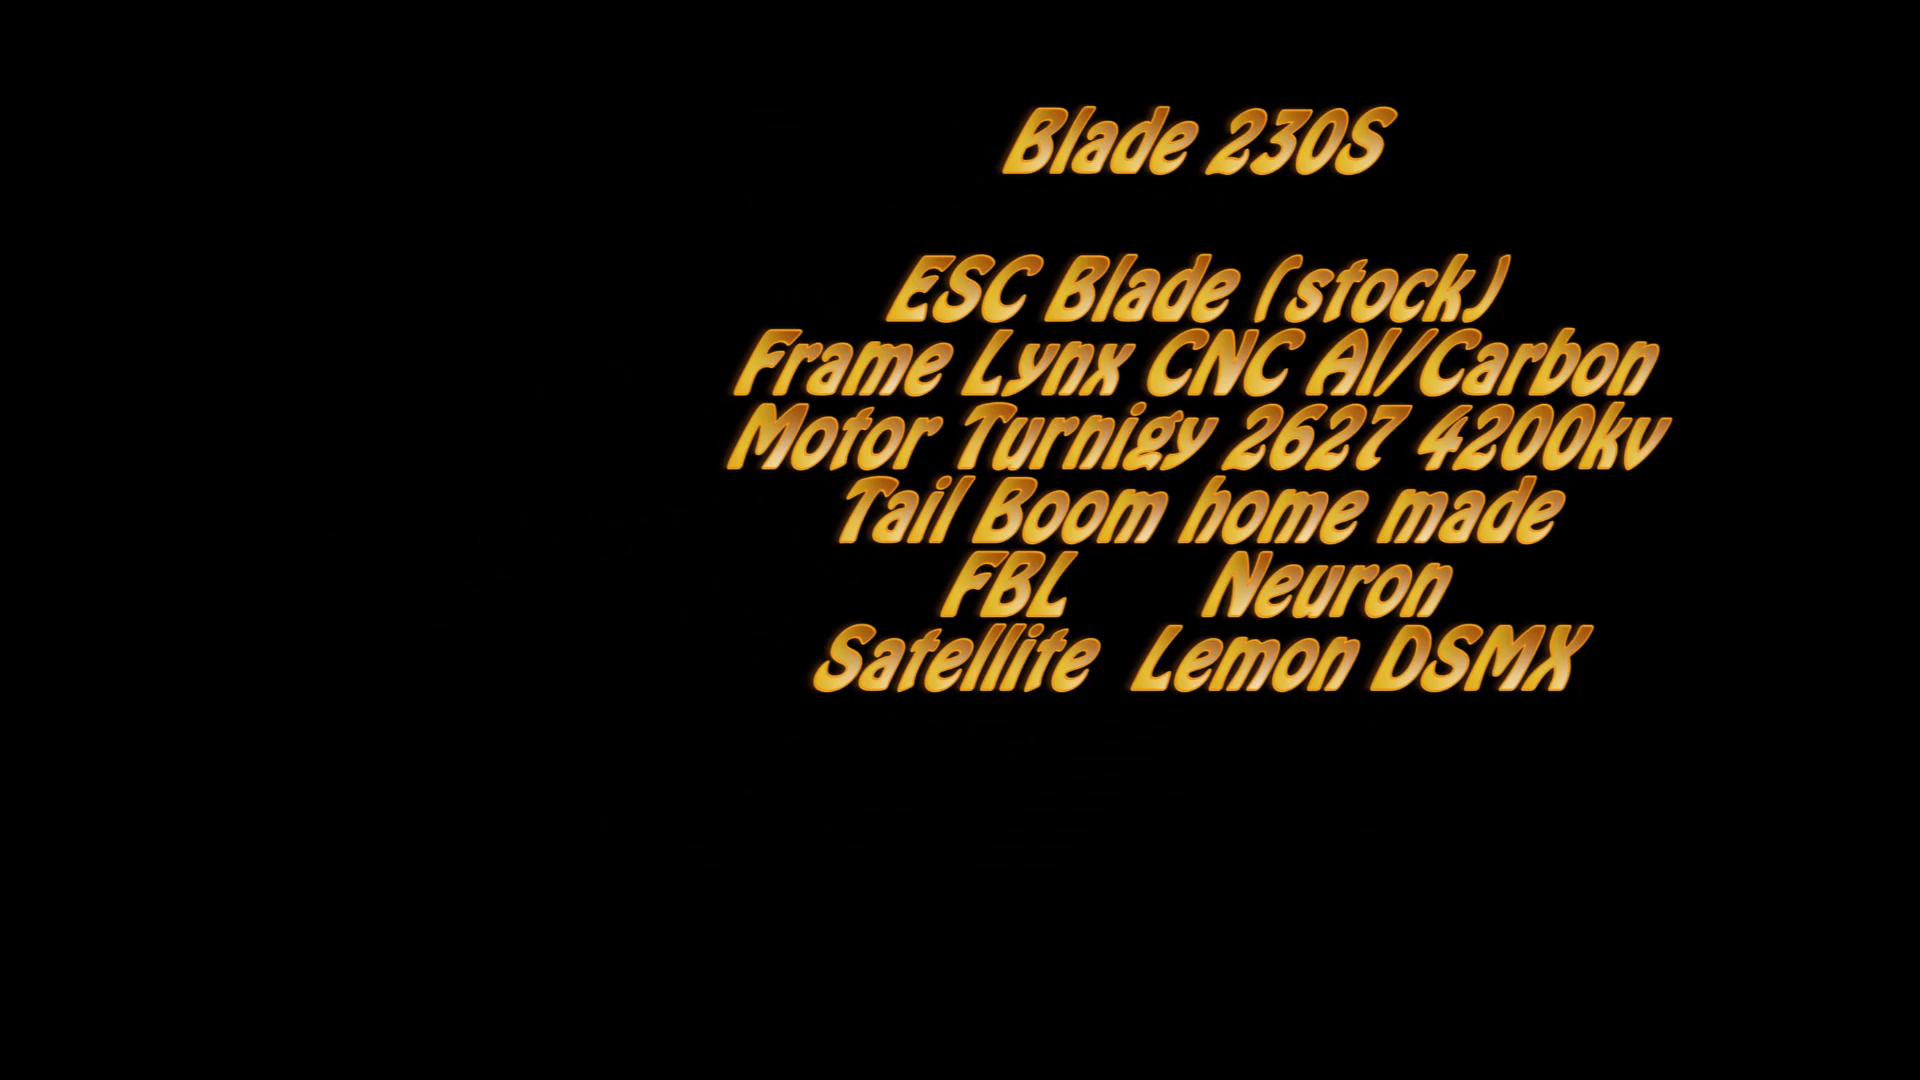 Blade 230S
ESC Blade (stock)
Frame Lynx CNC Al/Carbon
Motor Turnigy 2627 4200kv
Tail Boom home made
FBL Neuron
Satellite Lemon DSMX